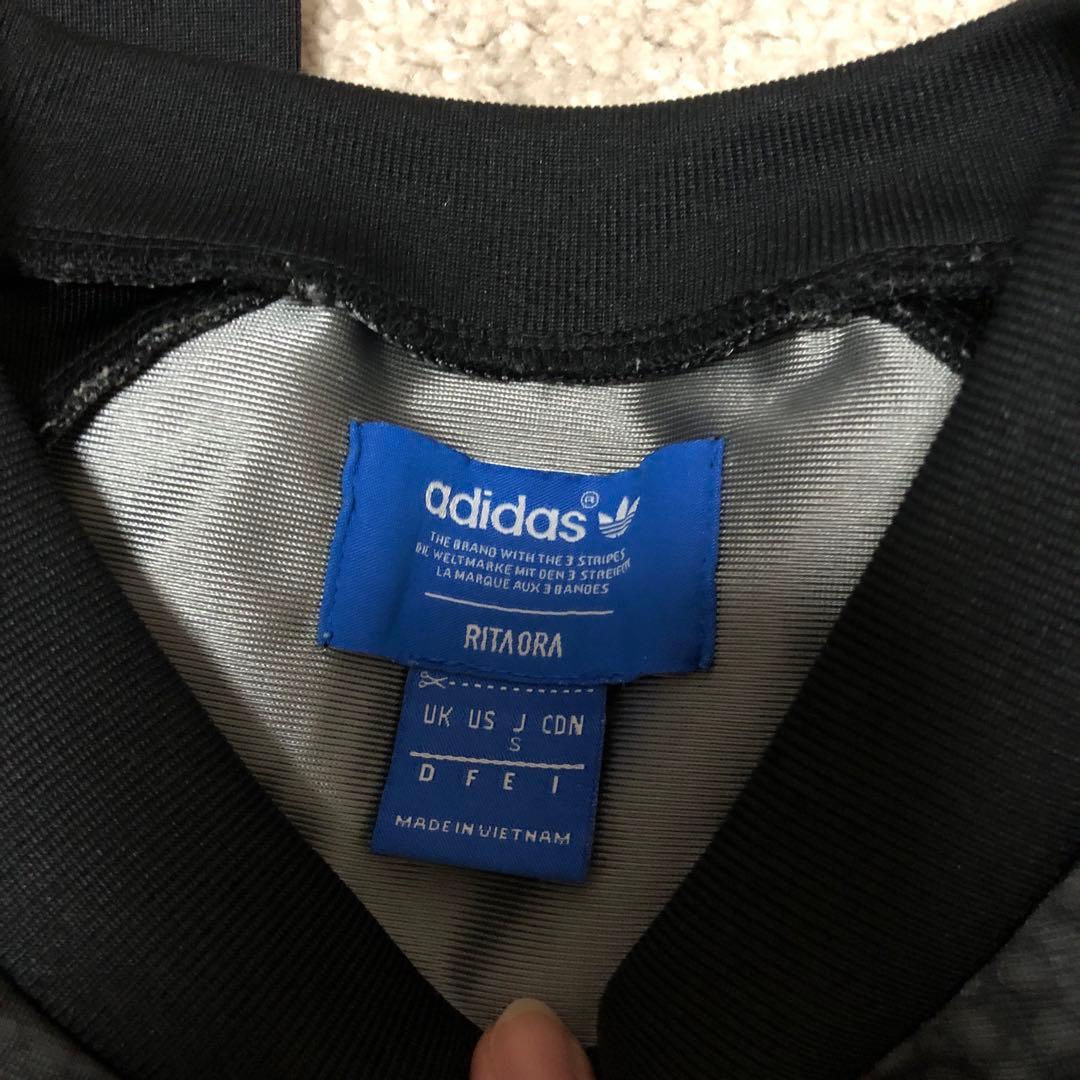 adidas®
THE BRAND WITH THE 3 STRIPES
DIE WELTMARKE MIT DEN 3 STREIFEN
LA MARQUE AUX 3 BANDES
RITA ORA
UK US J CDN
S
D F E I
MADE IN VIETNAM